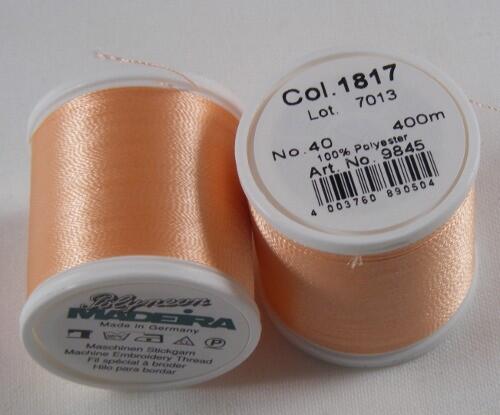 Col.1817
Lot. 7013
No.40 400m
100% Polyester
Art. No. 9845
4 003760 890504
Polyneon
MADEIRA
Made in Germany
P
Maschinen Stickgarn
Machine Embroidery Thread
Fil spécial à broder
Hilo para bordar